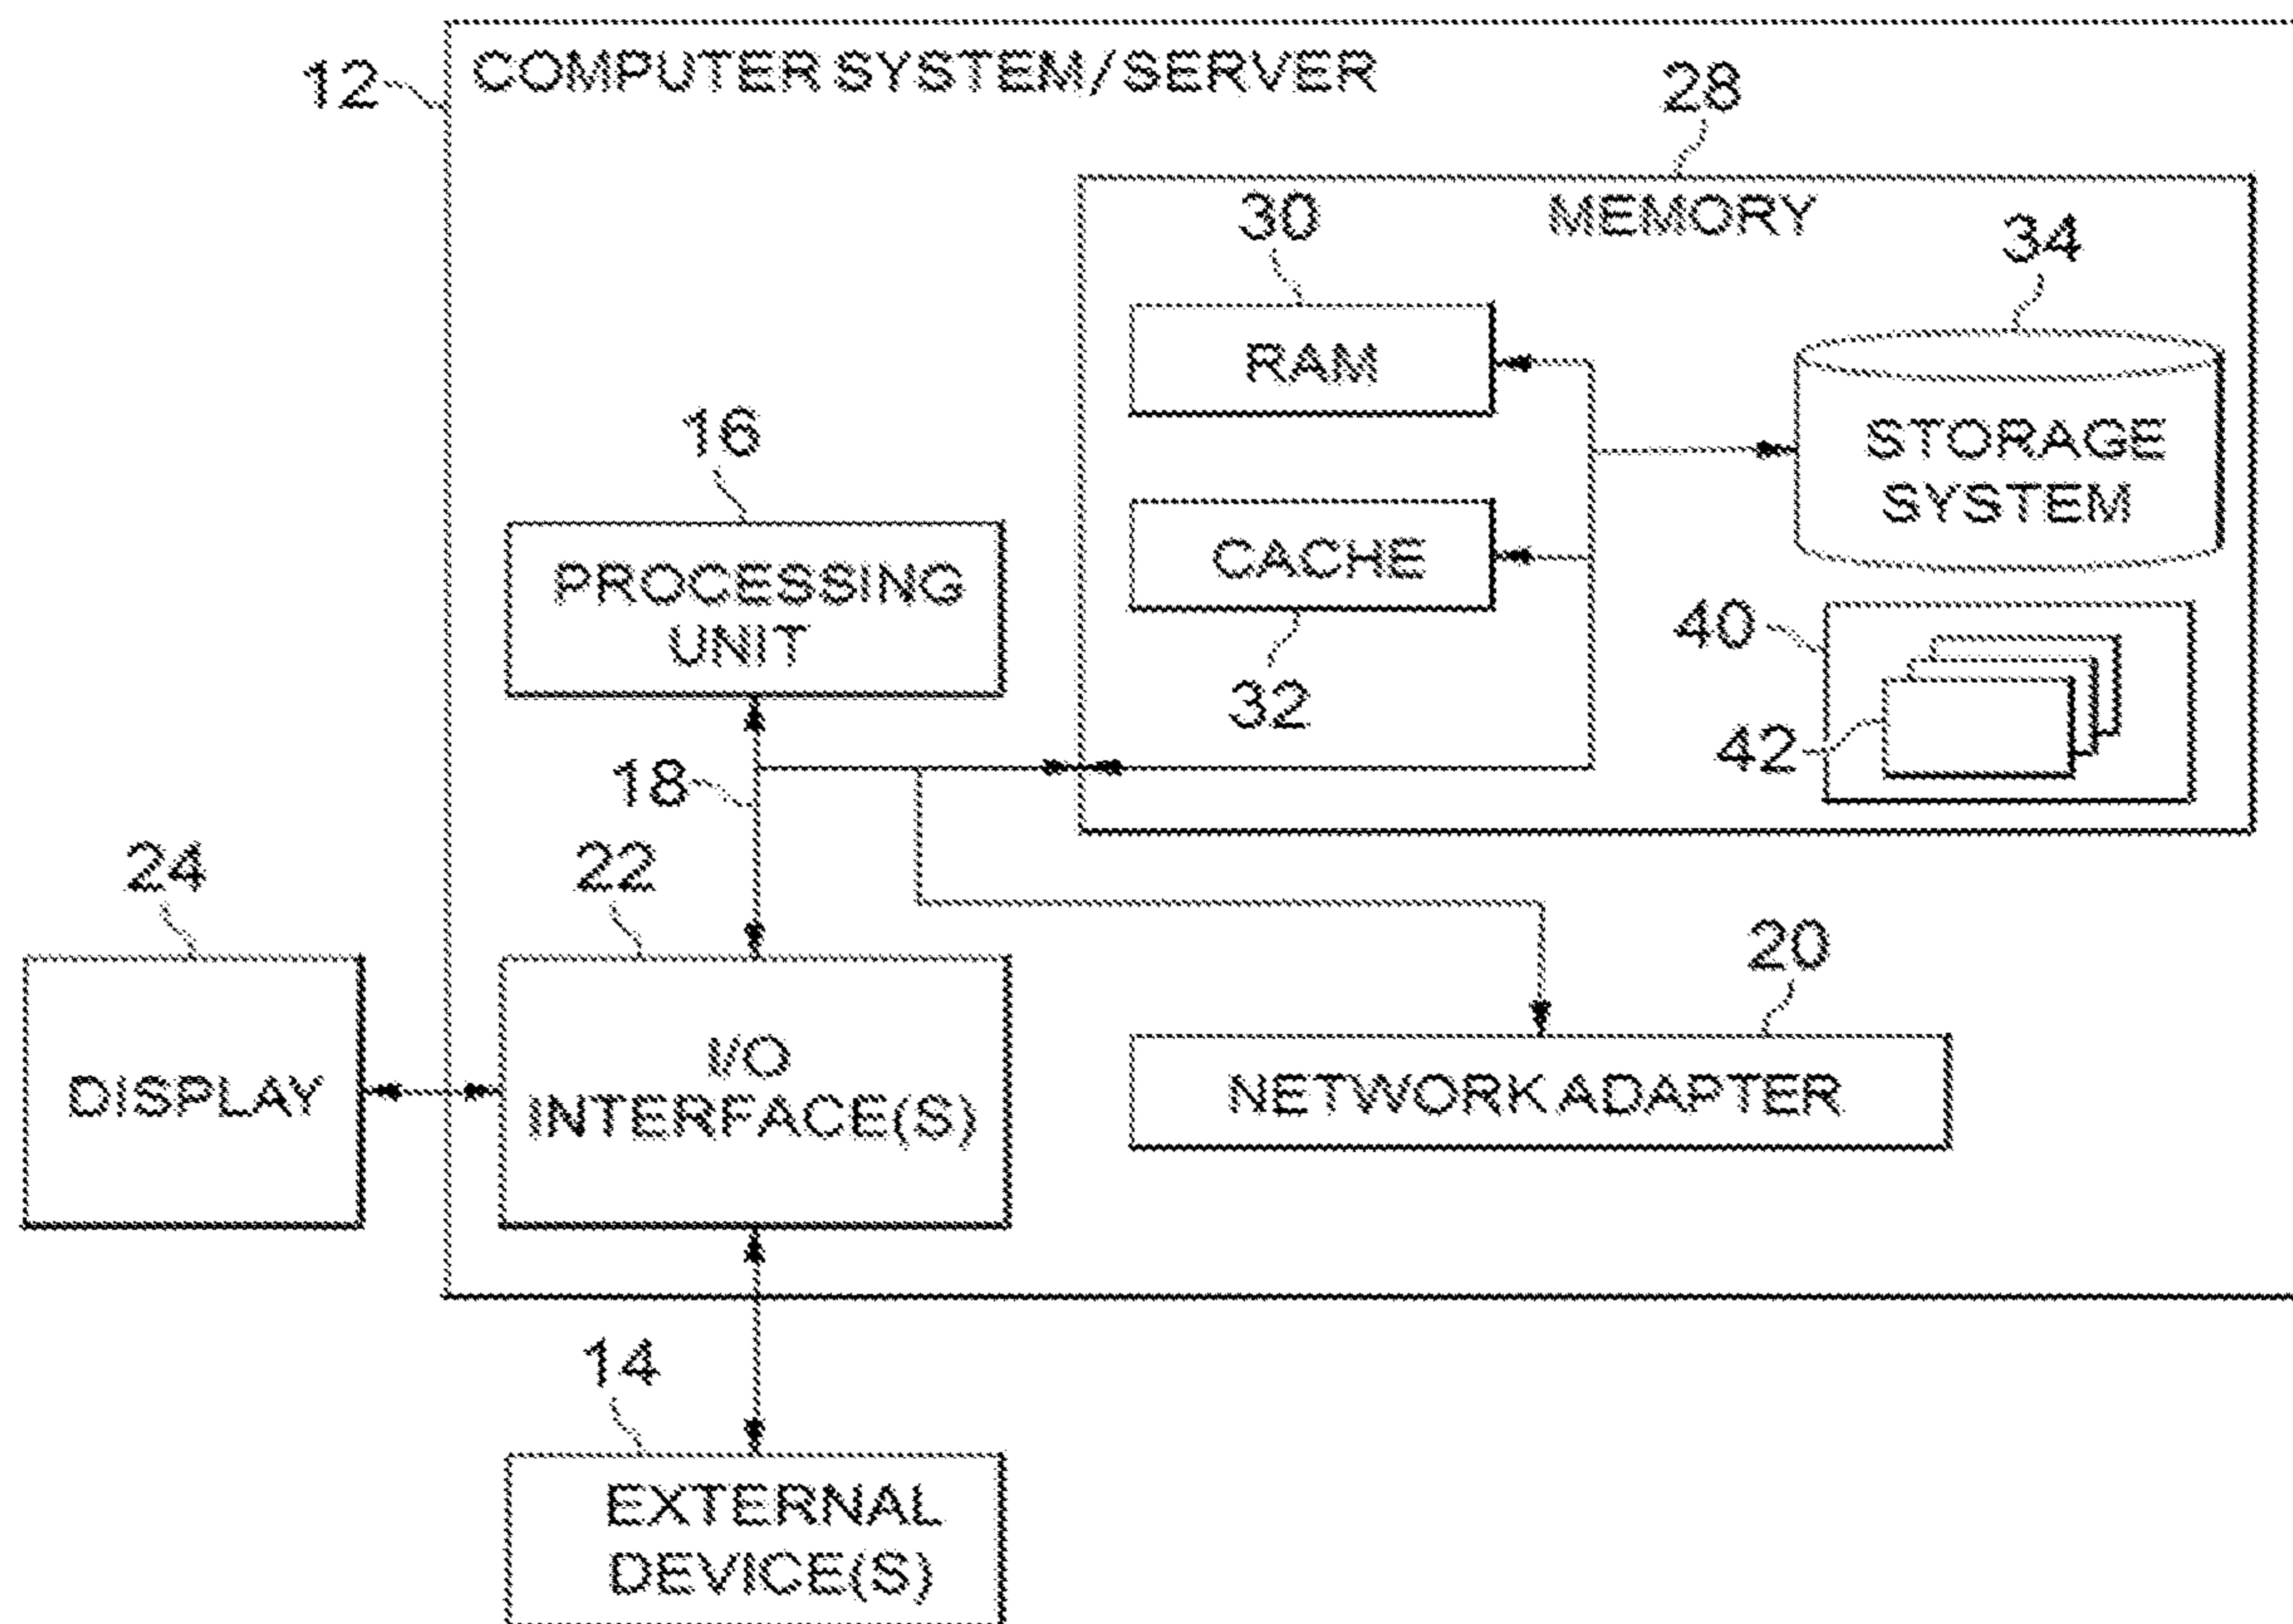 12
COMPUTER SYSTEM/SERVER
28
MEMORY
30
34
RAM
STORAGE
SYSTEM
16
PROCESSING
UNIT
CACHE
32
40
42
18
24
22
20
DISPLAY
I/O
INTERFACE(S)
NETWORK ADAPTER
14
EXTERNAL
DEVICE(S)